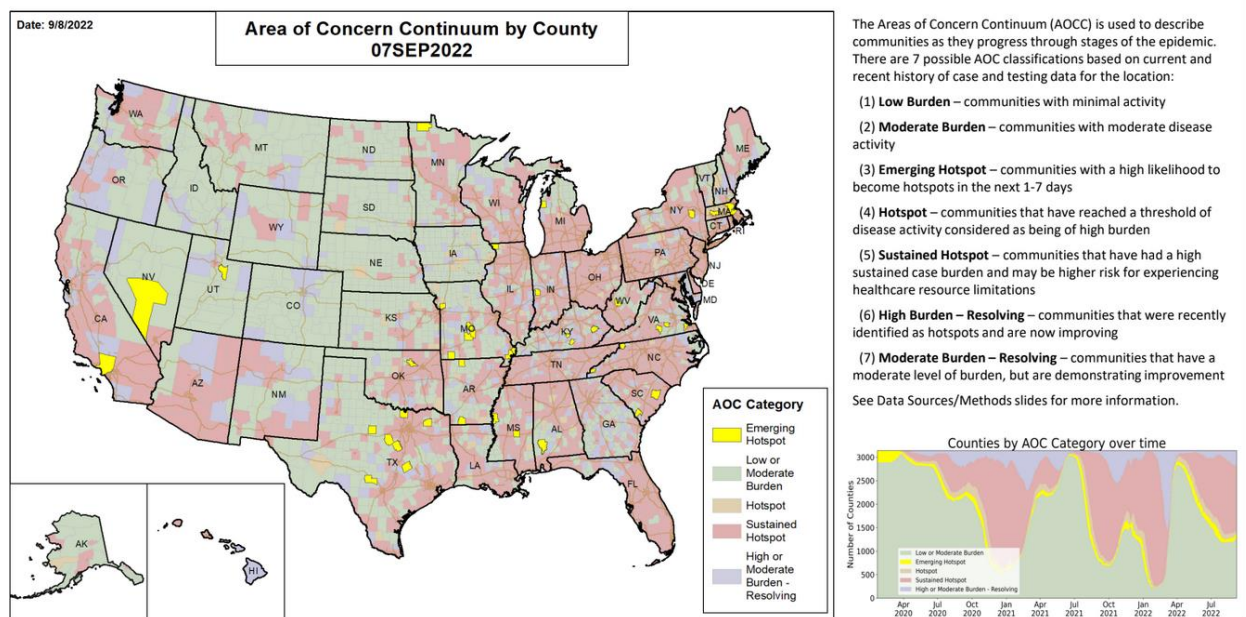 Date: 9/8/2022
Area of Concern Continuum by County
07SEP2022
WA
MT
ND
MN
ME
OR
ID
SD
WI
VT
NH
NY
MA
CT
RI
WY
MI
IA
NE
PA
NJ
NV
UT
CO
IL
IN
OH
DE
MD
WV
CA
KS
MO
KY
VA
AZ
NM
OK
AR
TN
NC
SC
TX
LA
MS
AL
GA
FL
AK
HI
AOC Category
Emerging
Hotspot
Low or
Moderate
Burden
Hotspot
Sustained
Hotspot
High or
Moderate
Burden -
Resolving
The Areas of Concern Continuum (AOCC) is used to describe
communities as they progress through stages of the epidemic.
There are 7 possible AOC classifications based on current and
recent history of case and testing data for the location:
(1) Low Burden – communities with minimal activity
(2) Moderate Burden – communities with moderate disease
activity
(3) Emerging Hotspot – communities with a high likelihood to
become hotspots in the next 1-7 days
(4) Hotspot – communities that have reached a threshold of
disease activity considered as being of high burden
(5) Sustained Hotspot – communities that have had a high
sustained case burden and may be higher risk for experiencing
healthcare resource limitations
(6) High Burden – Resolving – communities that were recently
identified as hotspots and are now improving
(7) Moderate Burden – Resolving – communities that have a
moderate level of burden, but are demonstrating improvement
See Data Sources/Methods slides for more information.
Counties by AOC Category over time
Number of Counties
3000
2500
2000
1500
1000
500
0
Low or Moderate Burden
Emerging Hotspot
Hotspot
Sustained Hotspot
High or Moderate Burden - Resolving
Apr
2020
Jul
2020
Oct
2020
Jan
2021
Apr
2021
Jul
2021
Oct
2021
Jan
2022
Apr
2022
Jul
2022